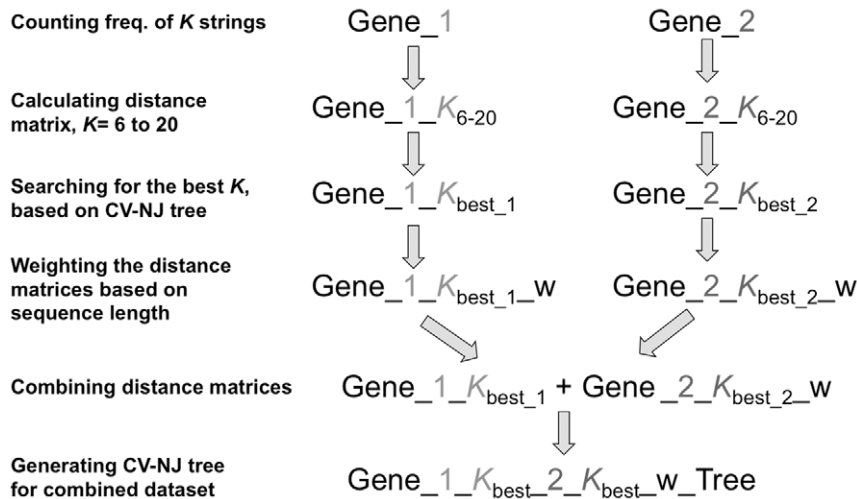 Counting freq. of K strings
Gene_1
Gene_2
Calculating distance
matrix, K= 6 to 20
Gene_1_K6-20
Gene_2_K6-20
Searching for the best K,
based on CV-NJ tree
Gene_1_Kbest_1
Gene_2_Kbest_2
Weighting the distance
matrices based on
sequence length
Gene_1_Kbest_1_w
Gene_2_Kbest_2_w
Combining distance matrices
Gene_1_Kbest_1 + Gene_2_Kbest_2_w
Generating CV-NJ tree
for combined dataset
Gene_1_Kbest_2_Kbest_w_Tree